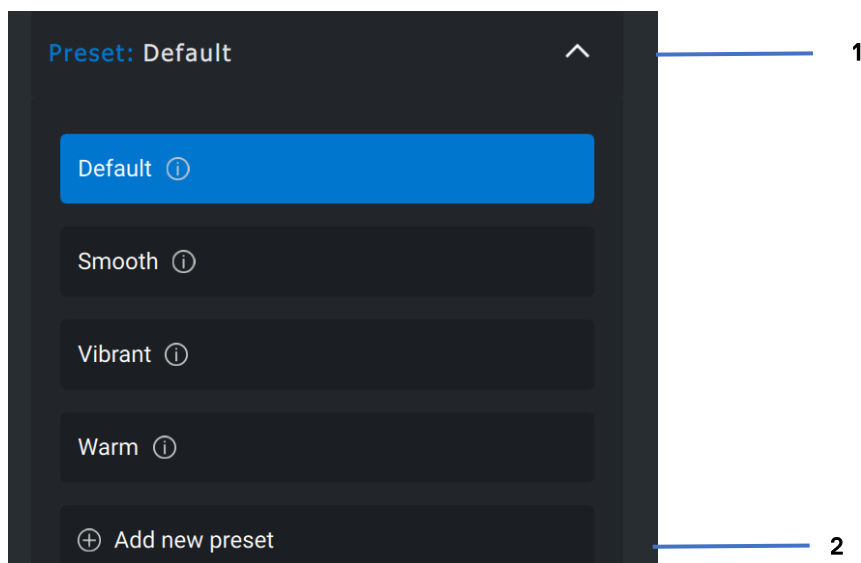 Preset: Default
1
Default
Smooth
Vibrant
Warm
Add new preset
2